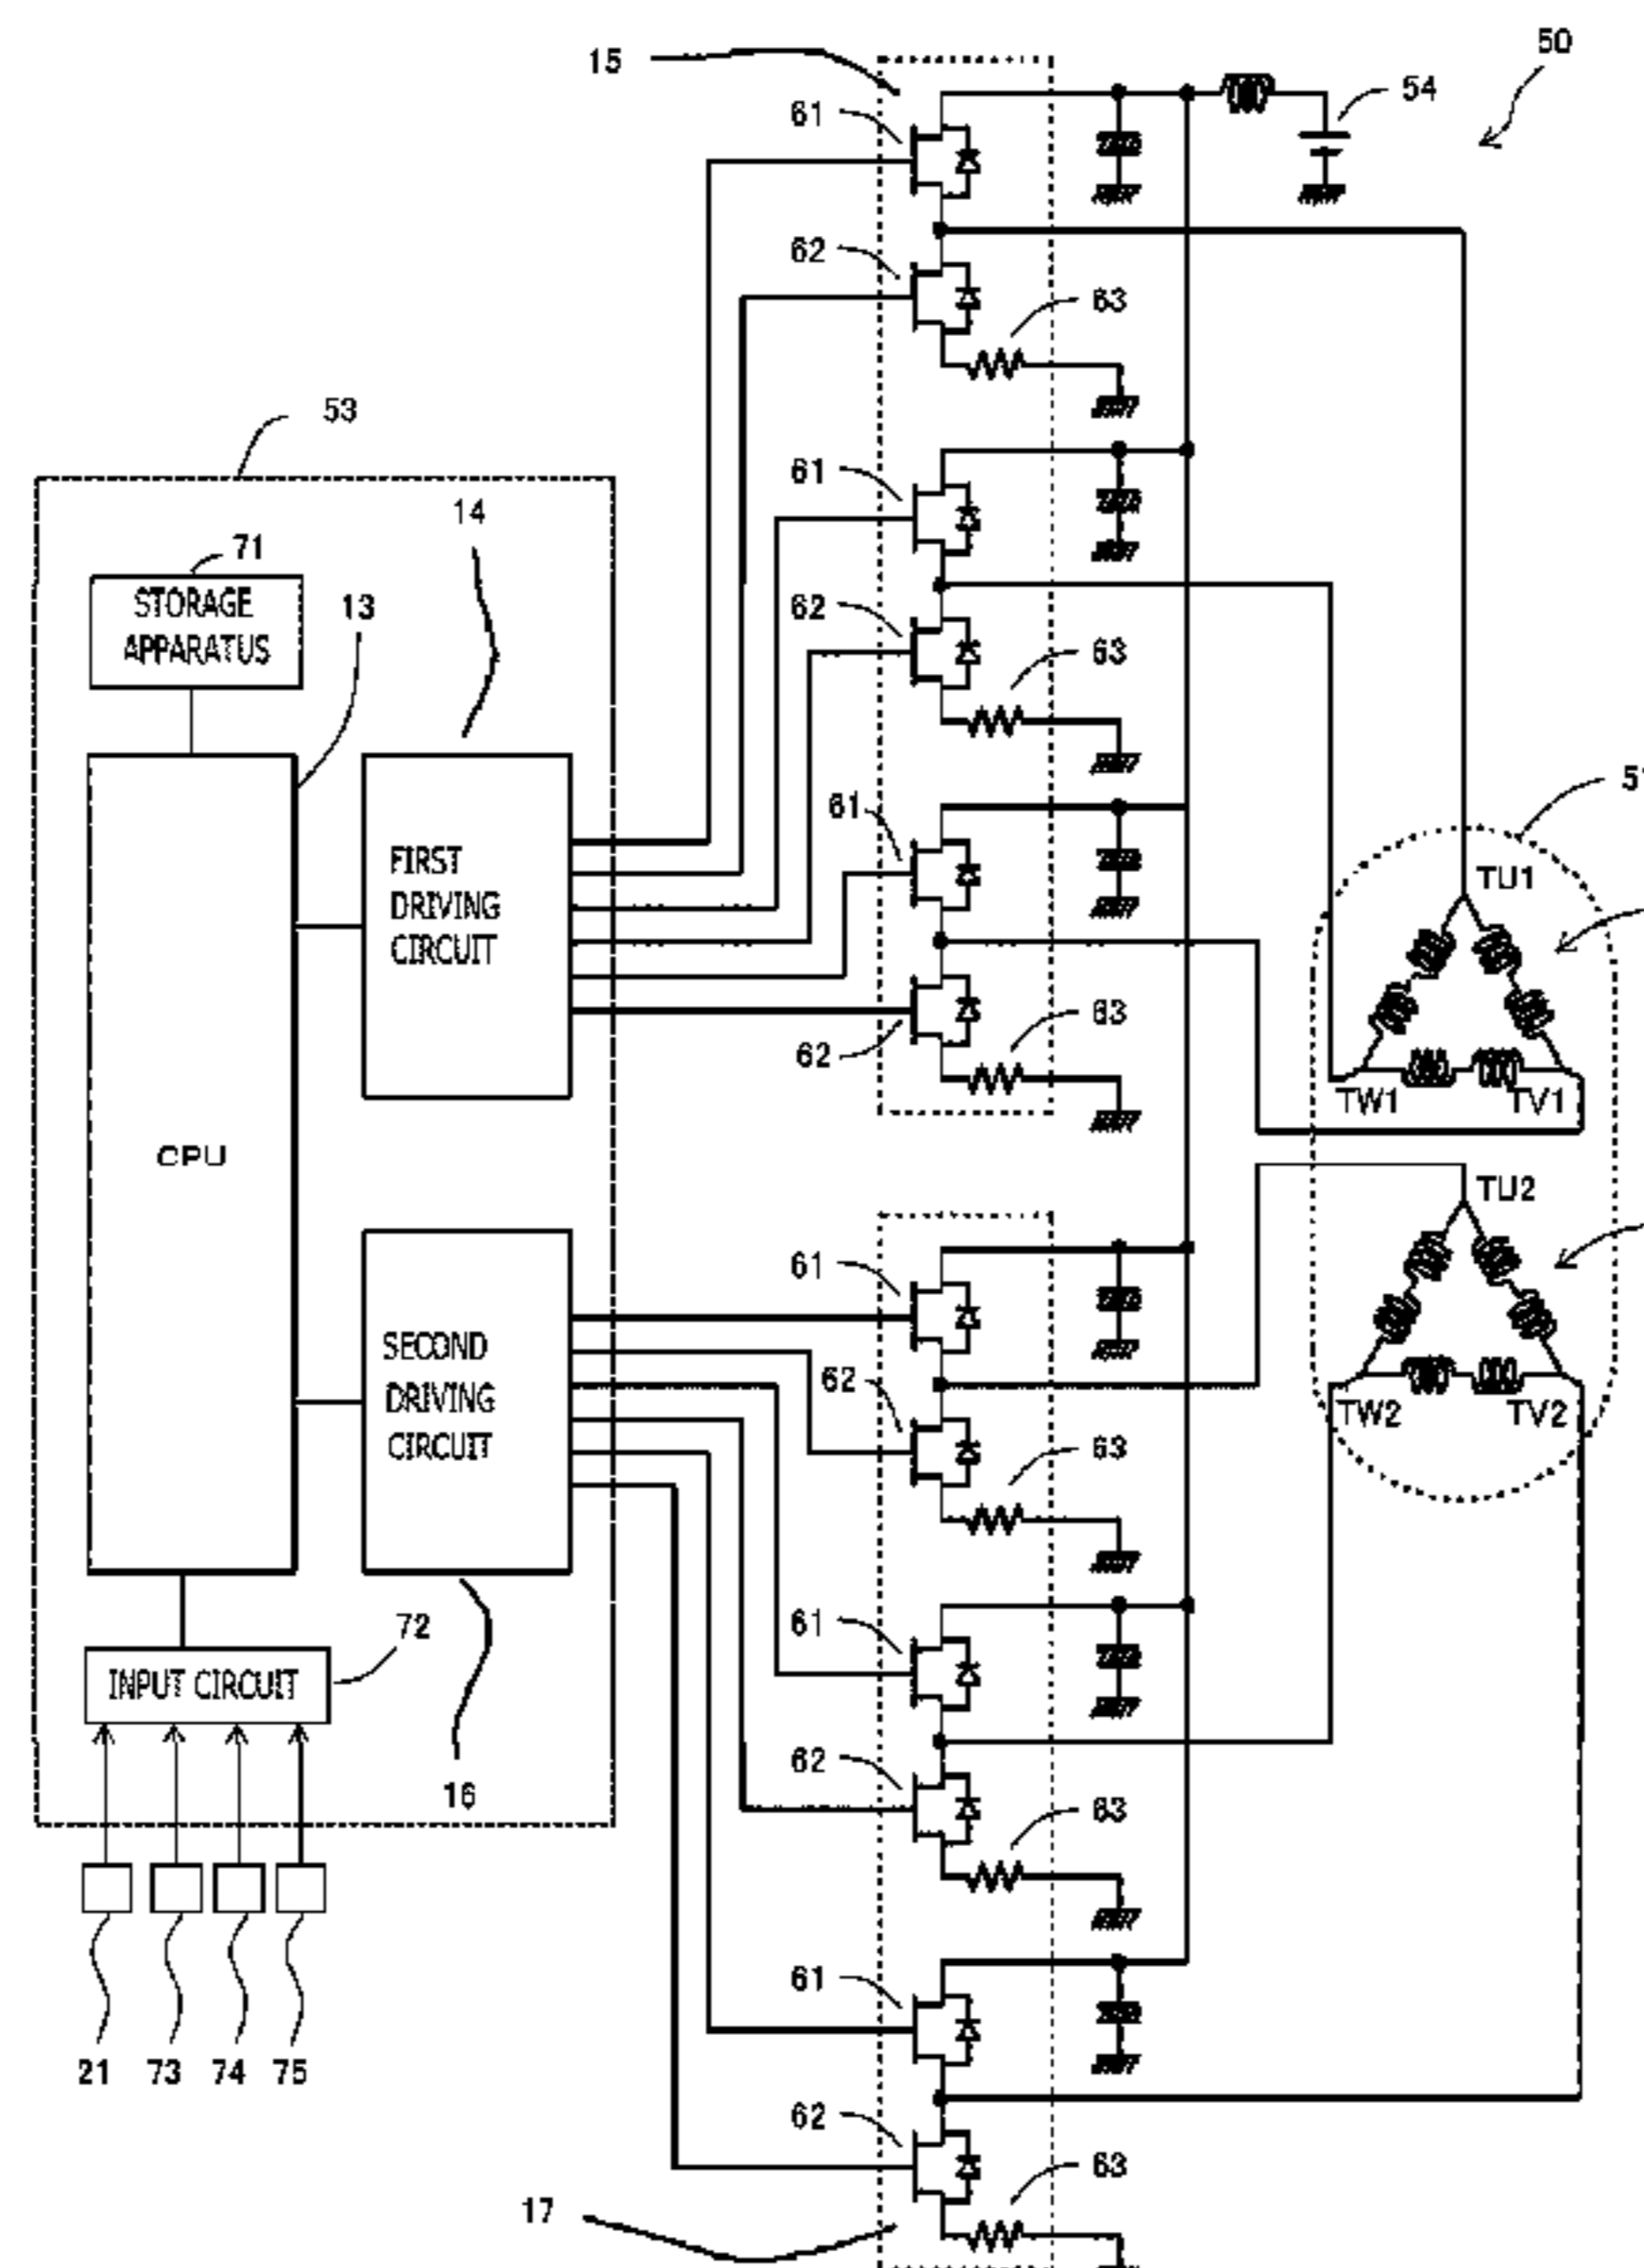 50
15
54
61
62
63
53
61
14
71
STORAGE
APPARATUS
13
62
63
51
61
FIRST
DRIVING
CIRCUIT
TU1
63
62
TW1
TV1
CPU
TU2
61
SECOND
DRIVING
CIRCUIT
62
TW2
TV2
63
61
72
INPUT CIRCUIT
62
16
63
61
21
73
74
75
62
63
17